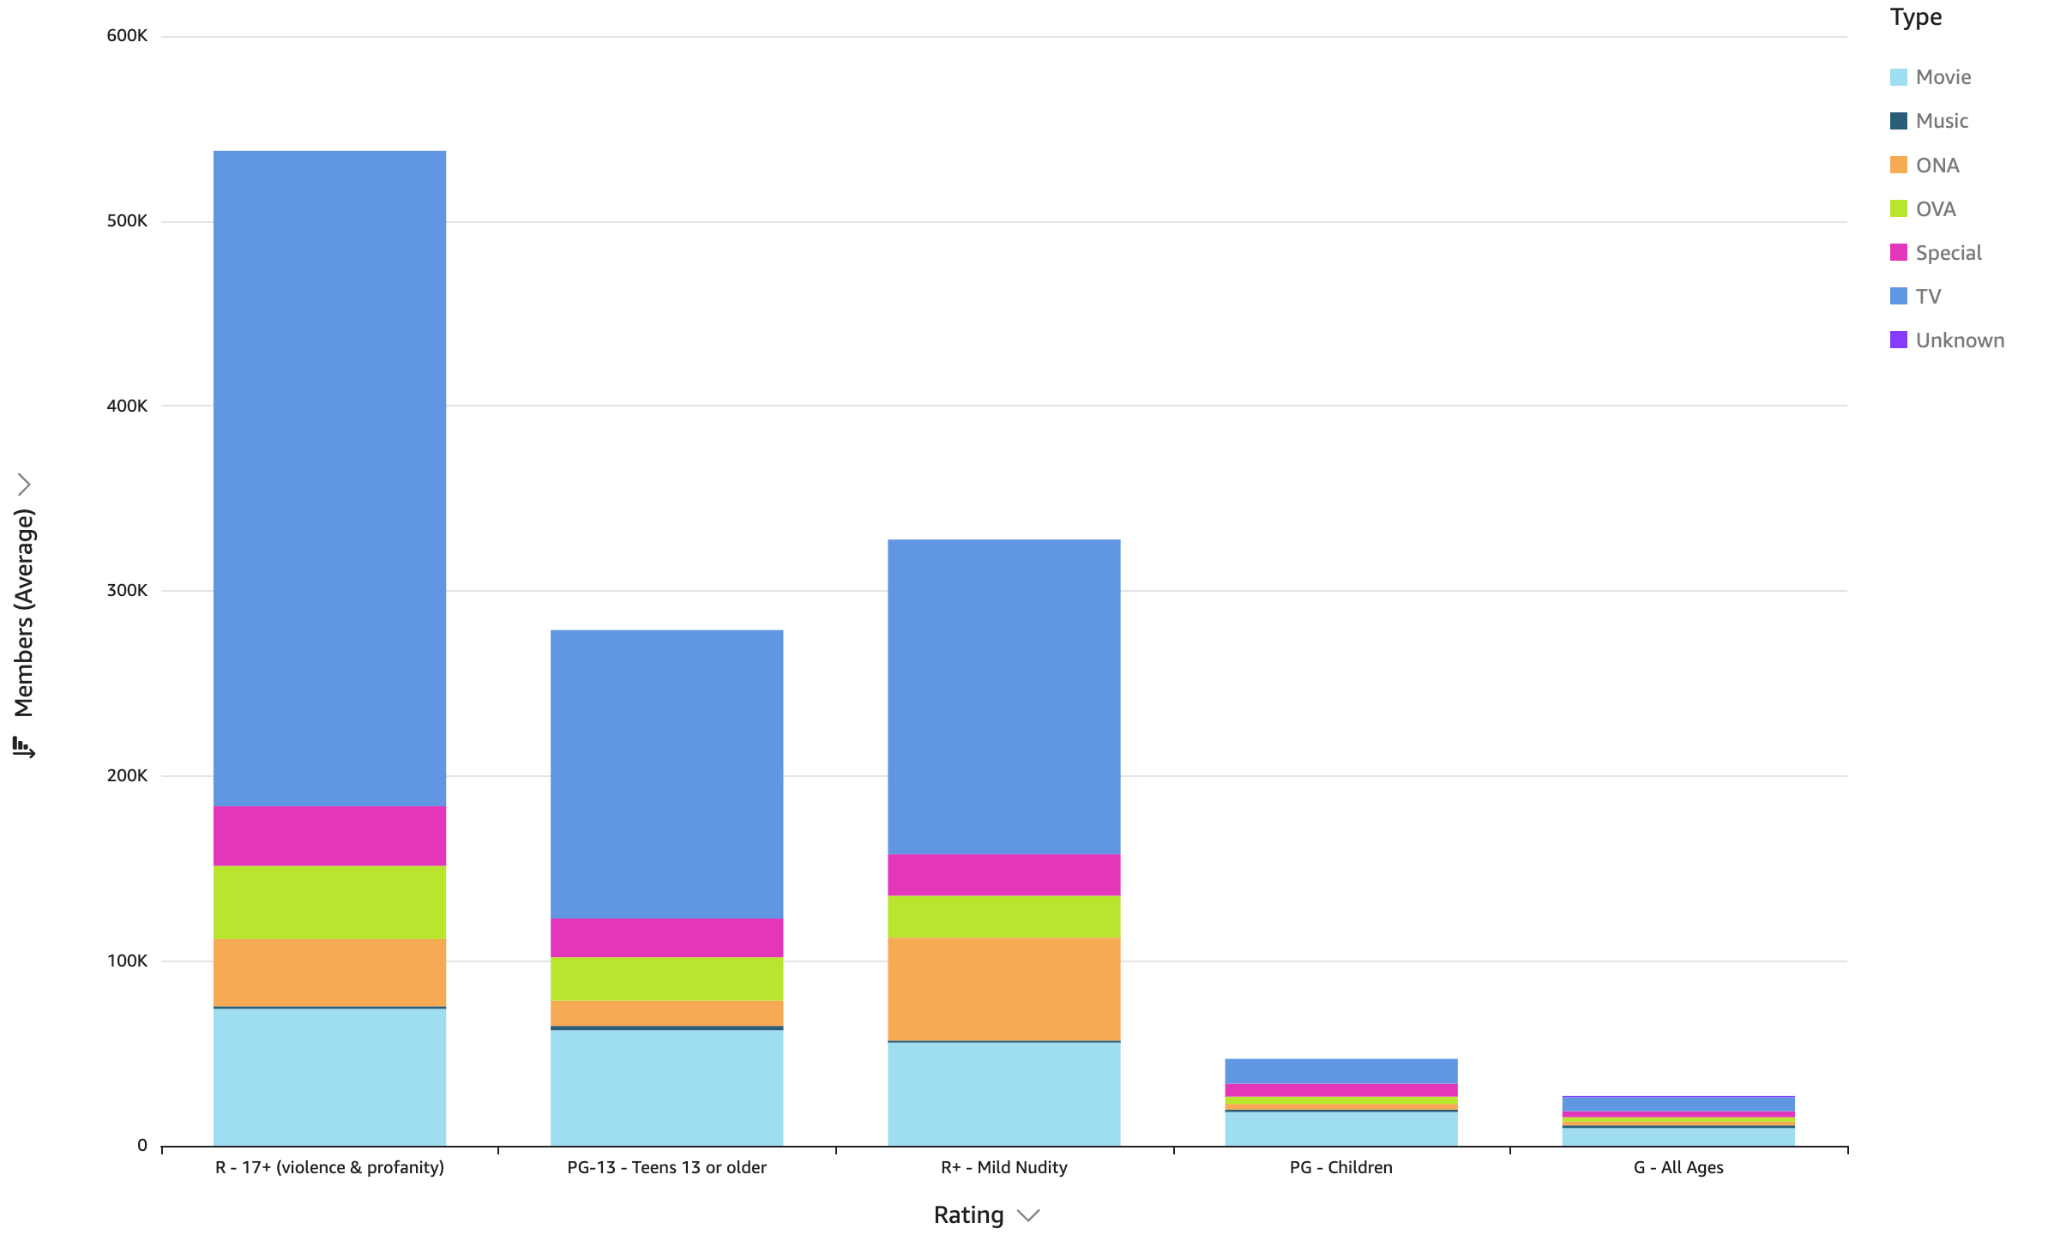 Type
Movie
Music
ONA
OVA
Special
TV
Unknown
600K
500K
400K
300K
200K
100K
0
Members (Average)
R - 17+ (violence & profanity)
PG-13 - Teens 13 or older
R+ - Mild Nudity
PG - Children
G - All Ages
Rating